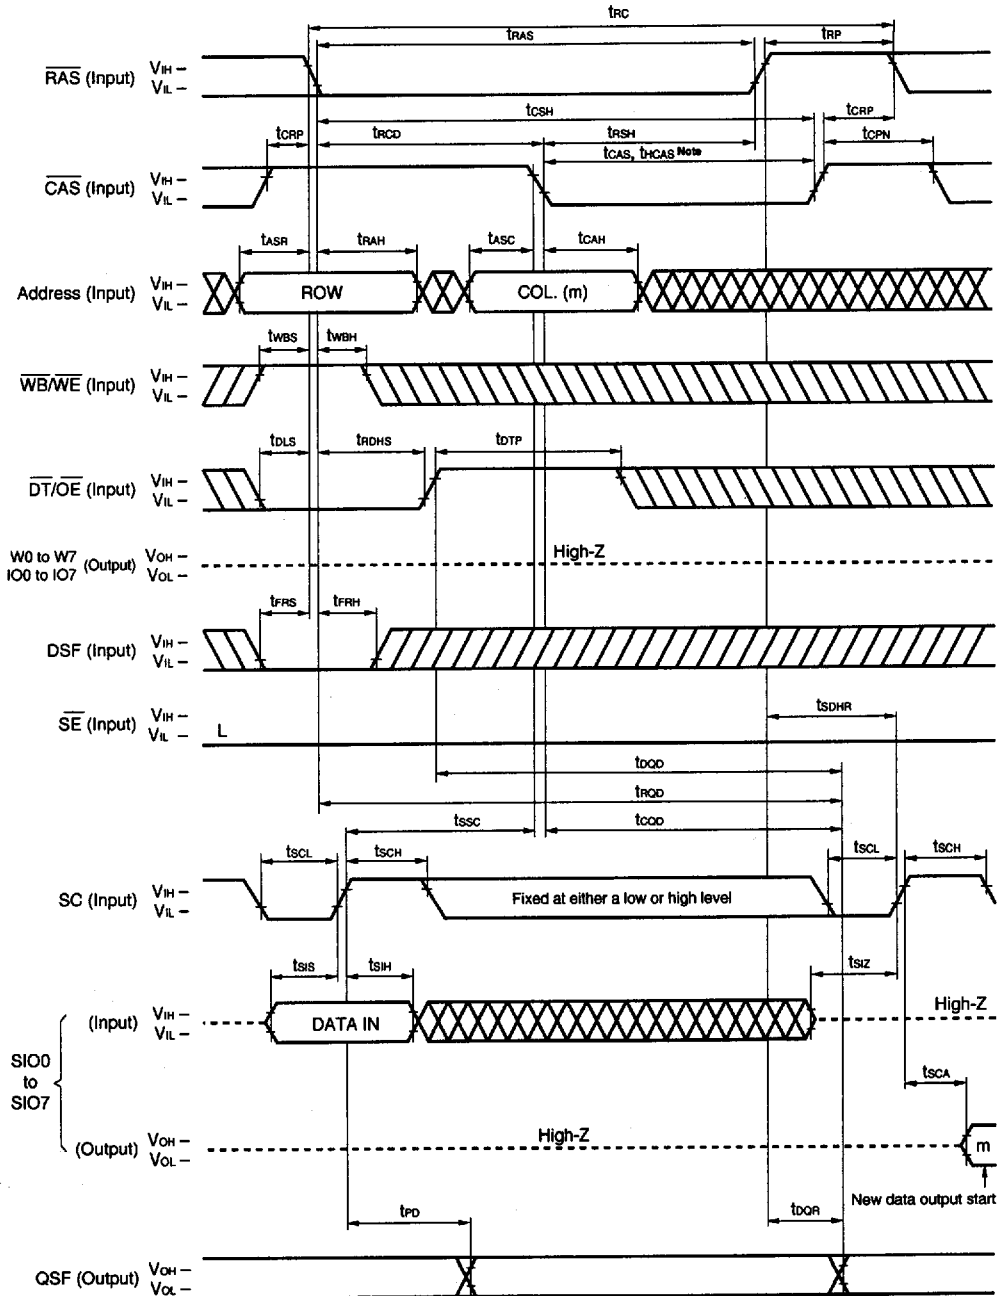 tRC
tRAS tRP
RAS (Input) VIH –
VIL –
tCSH tCRP
tCRP tRCD tRSH tCPN
tCAS, tHCAS Note
CAS (Input) VIH –
VIL –
tASR tRAH tASC tCAH
Address (Input) VIH –
VIL –
ROW COL. (m)
tWBS tWBH
WB/WE (Input) VIH –
VIL –
tDLS tRDHS tDTP
DT/OE (Input) VIH –
VIL –
W0 to W7
IO0 to IO7 (Output) VOH –
VOL –
High-Z
tFRS tFRH
DSF (Input) VIH –
VIL –
tSDHR
SE (Input) VIH –
VIL –
L
tDQD
tRQD
tSSC tCQD
tSCL tSCH tSCL tSCH
SC (Input) VIH –
VIL –
Fixed at either a low or high level
tSIS tSIH tSIZ
(Input) VIH –
VIL –
DATA IN High-Z
SIO0
to
SIO7
tSCA
High-Z
(Output) VOH –
VOL –
m
New data output start
tPD tDQR
QSF (Output) VOH –
VOL –